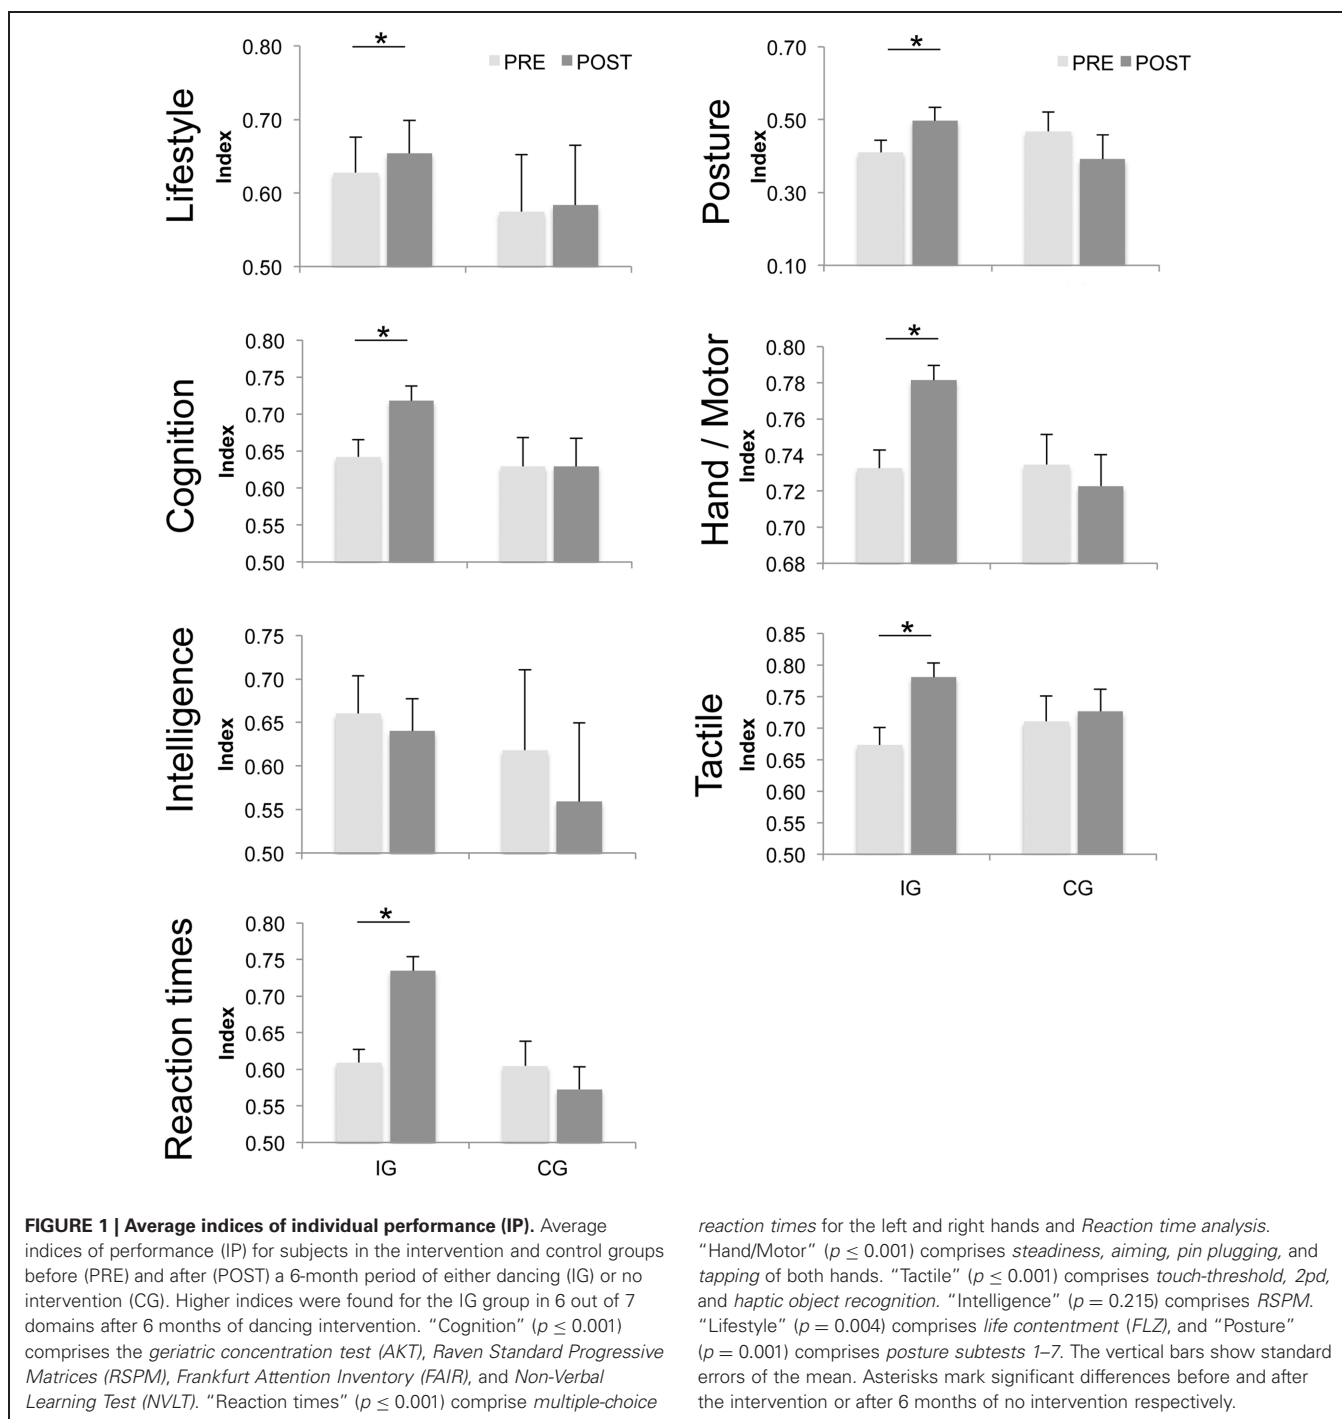 *
0.80
PRE POST
0.70
Lifestyle
Index
0.60
0.50
*
0.70
PRE POST
0.50
Posture
Index
0.30
0.10
*
0.80
0.75
0.70
Cognition
Index
0.65
0.60
0.55
0.50
*
0.80
0.78
0.76
Hand / Motor
Index
0.74
0.72
0.70
0.68
0.75
0.70
Intelligence
Index
0.65
0.60
0.55
0.50
*
0.85
0.80
0.75
Tactile
Index
0.70
0.65
0.60
0.55
0.50
IG CG
*
0.80
0.75
0.70
Reaction times
Index
0.65
0.60
0.55
0.50
IG CG
FIGURE 1 | Average indices of individual performance (IP). Average
indices of performance (IP) for subjects in the intervention and control groups
before (PRE) and after (POST) a 6-month period of either dancing (IG) or no
intervention (CG). Higher indices were found for the IG group in 6 out of 7
domains after 6 months of dancing intervention. “Cognition” (p ≤ 0.001)
comprises the geriatric concentration test (AKT), Raven Standard Progressive
Matrices (RSPM), Frankfurt Attention Inventory (FAIR), and Non-Verbal
Learning Test (NVLT). “Reaction times” (p ≤ 0.001) comprise multiple-choice
reaction times for the left and right hands and Reaction time analysis.
“Hand/Motor” (p ≤ 0.001) comprises steadiness, aiming, pin plugging, and
tapping of both hands. “Tactile” (p ≤ 0.001) comprises touch-threshold, 2pd,
and haptic object recognition. “Intelligence” (p = 0.215) comprises RSPM.
“Lifestyle” (p = 0.004) comprises life contentment (FLZ), and “Posture”
(p = 0.001) comprises posture subtests 1–7. The vertical bars show standard
errors of the mean. Asterisks mark significant differences before and after
the intervention or after 6 months of no intervention respectively.